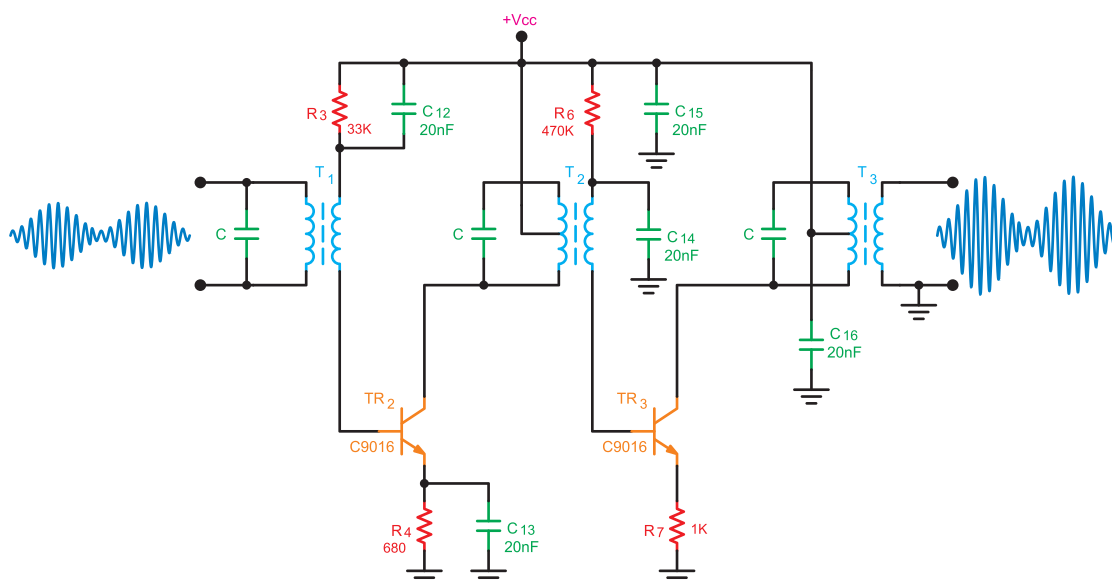 +Vcc
R3
33K
C12
20nF
R6
470K
C15
20nF
T1
T2
T3
C
C
C14
20nF
C
C16
20nF
TR2
C9016
TR3
C9016
R4
680
C13
20nF
R7
1K